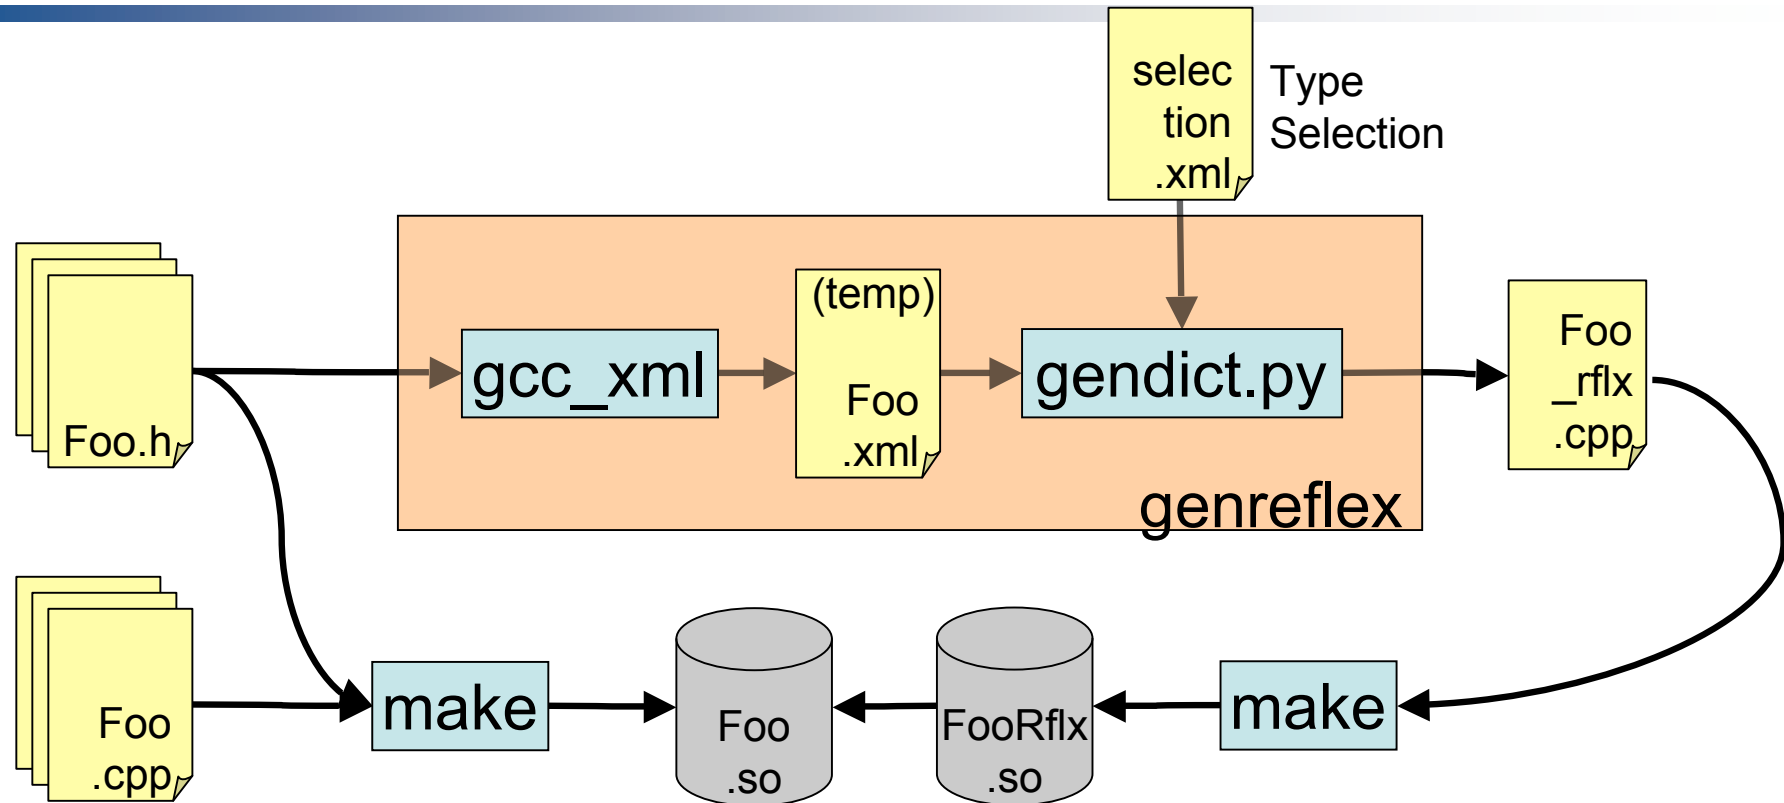 selec
tion
.xml
Type
Selection
Foo.h
gcc_xml
(temp)
Foo
.xml
gendict.py
genreflex
Foo
_rflx
.cpp
Foo
.cpp
make
Foo
.so
FooRflx
.so
make